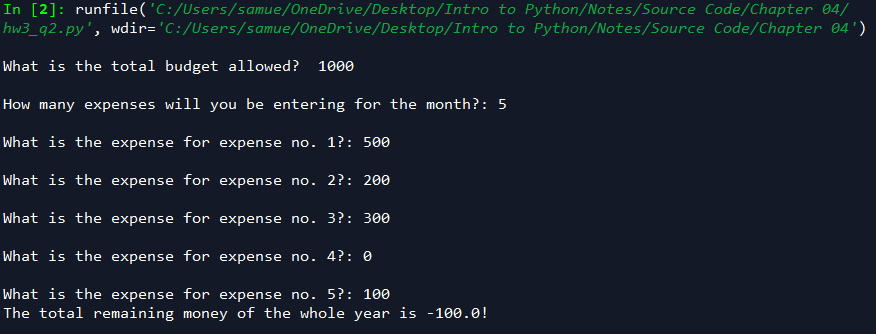 In [2]: runfile('C:/Users/samue/OneDrive/Desktop/Intro to Python/Notes/Source Code/Chapter 04/
hw3_q2.py', wdir='C:/Users/samue/OneDrive/Desktop/Intro to Python/Notes/Source Code/Chapter 04')
What is the total budget allowed?  1000
How many expenses will you be entering for the month?: 5
What is the expense for expense no. 1?: 500
What is the expense for expense no. 2?: 200
What is the expense for expense no. 3?: 300
What is the expense for expense no. 4?: 0
What is the expense for expense no. 5?: 100
The total remaining money of the whole year is -100.0!